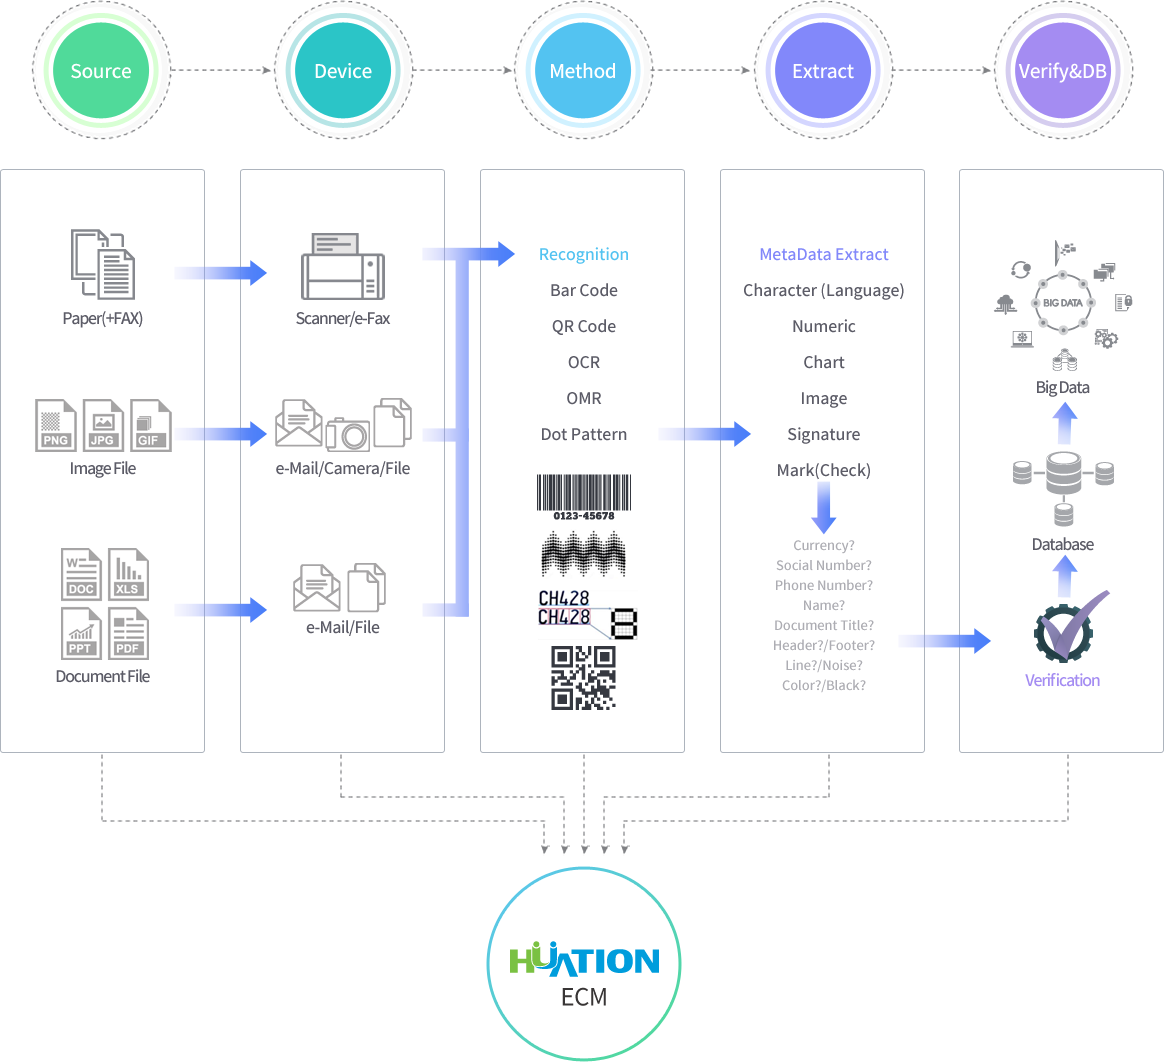 Source
Device
Method
Extract
Verify&DB
Paper(+FAX)
PNG
JPG
GIF
Image File
W
DOC
XLS
PPT
PDF
Document File
Scanner/e-Fax
e-Mail/Camera/File
e-Mail/File
Recognition
Bar Code
QR Code
OCR
OMR
Dot Pattern
0123-45678
CH428
CH428
8
MetaData Extract
Character (Language)
Numeric
Chart
Image
Signature
Mark(Check)
Currency?
Social Number?
Phone Number?
Name?
Document Title?
Header?/Footer?
Line?/Noise?
Color?/Black?
BIG DATA
Big Data
Database
Verification
HUATION
ECM